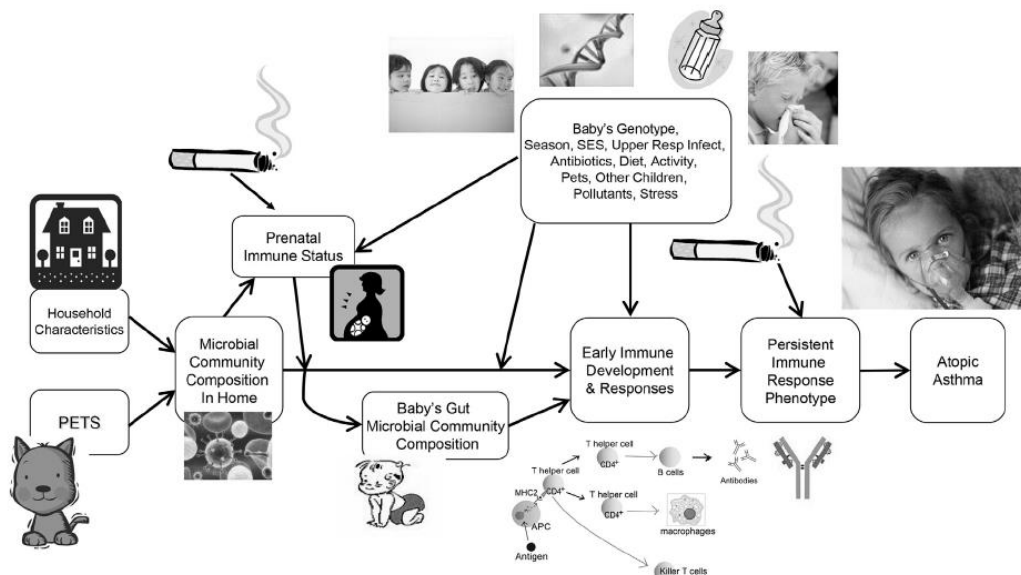 Baby's Genotype,
Season, SES, Upper Resp Infect,
Antibiotics, Diet, Activity,
Pets, Other Children,
Pollutants, Stress
Prenatal
Immune Status
Household
Characteristics
Microbial
Community
Composition
In Home
PETS
Baby's Gut
Microbial Community
Composition
Early Immune
Development
& Responses
Persistent
Immune
Response
Phenotype
Atopic
Asthma
T helper cell
T helper cell
CD4+
B cells
Antibodies
MHC2
CD4+
T helper cell
CD4+
APC
macrophages
Antigen
Killer T cells